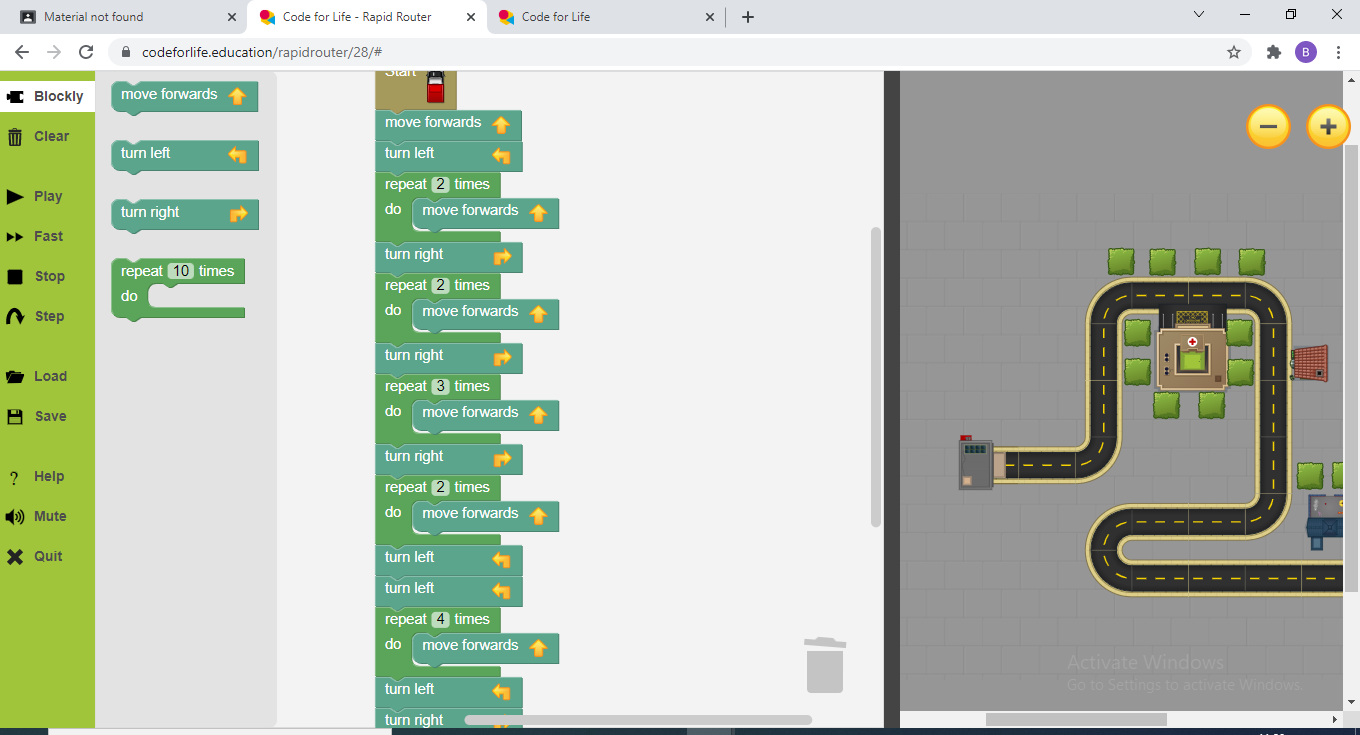 Material not found
Code for Life - Rapid Router
Code for Life
codeforlife.education/rapidrouter/28/#
B
Blockly
Clear
Play
Fast
Stop
Step
Load
Save
Help
Mute
Quit
move forwards
turn left
turn right
repeat 10 times
do
Start
move forwards
turn left
repeat 2 times
do move forwards
turn right
repeat 2 times
do move forwards
turn right
repeat 3 times
do move forwards
turn right
repeat 2 times
do move forwards
turn left
turn left
repeat 4 times
do move forwards
turn left
turn right
Activate Windows
Go to Settings to activate Windows.